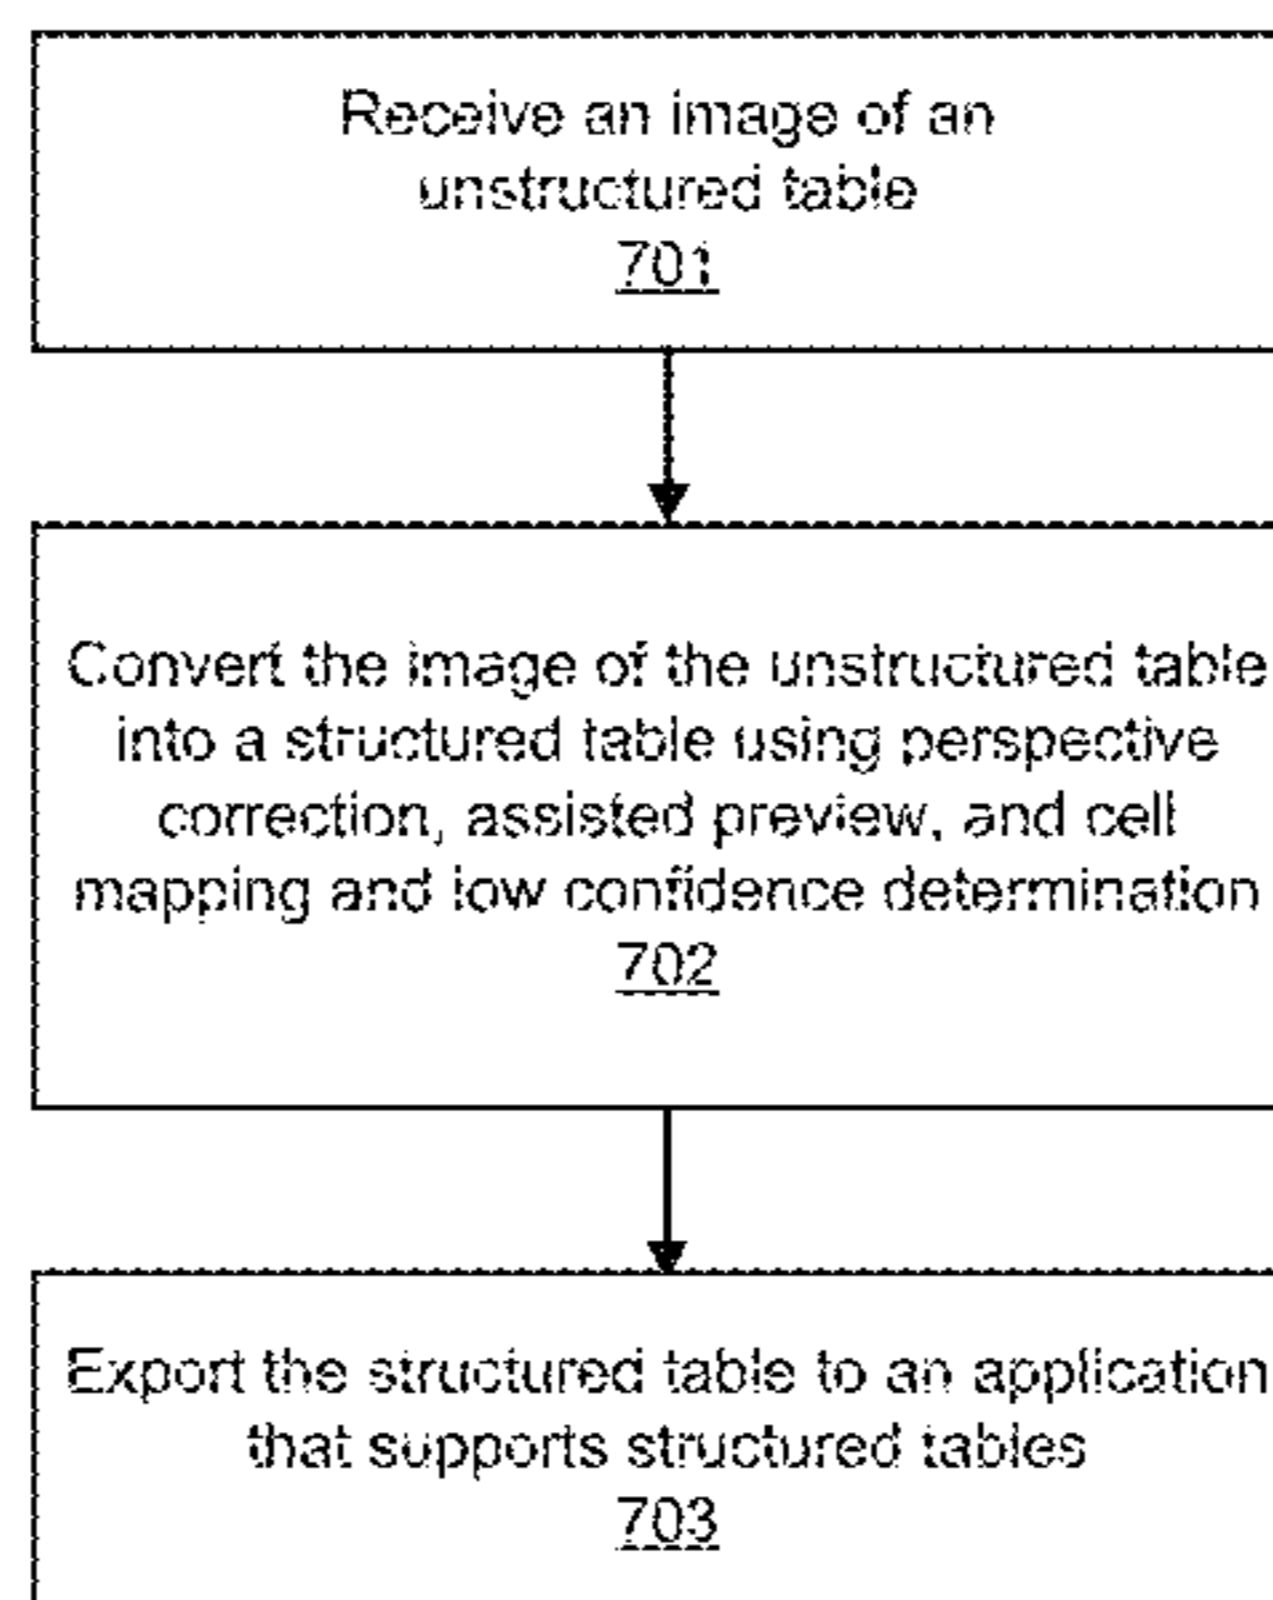 Receive an image of an
unstructured table
701
Convert the image of the unstructured table
into a structured table using perspective
correction, assisted preview, and cell
mapping and low confidence determination
702
Export the structured table to an application
that supports structured tables
703